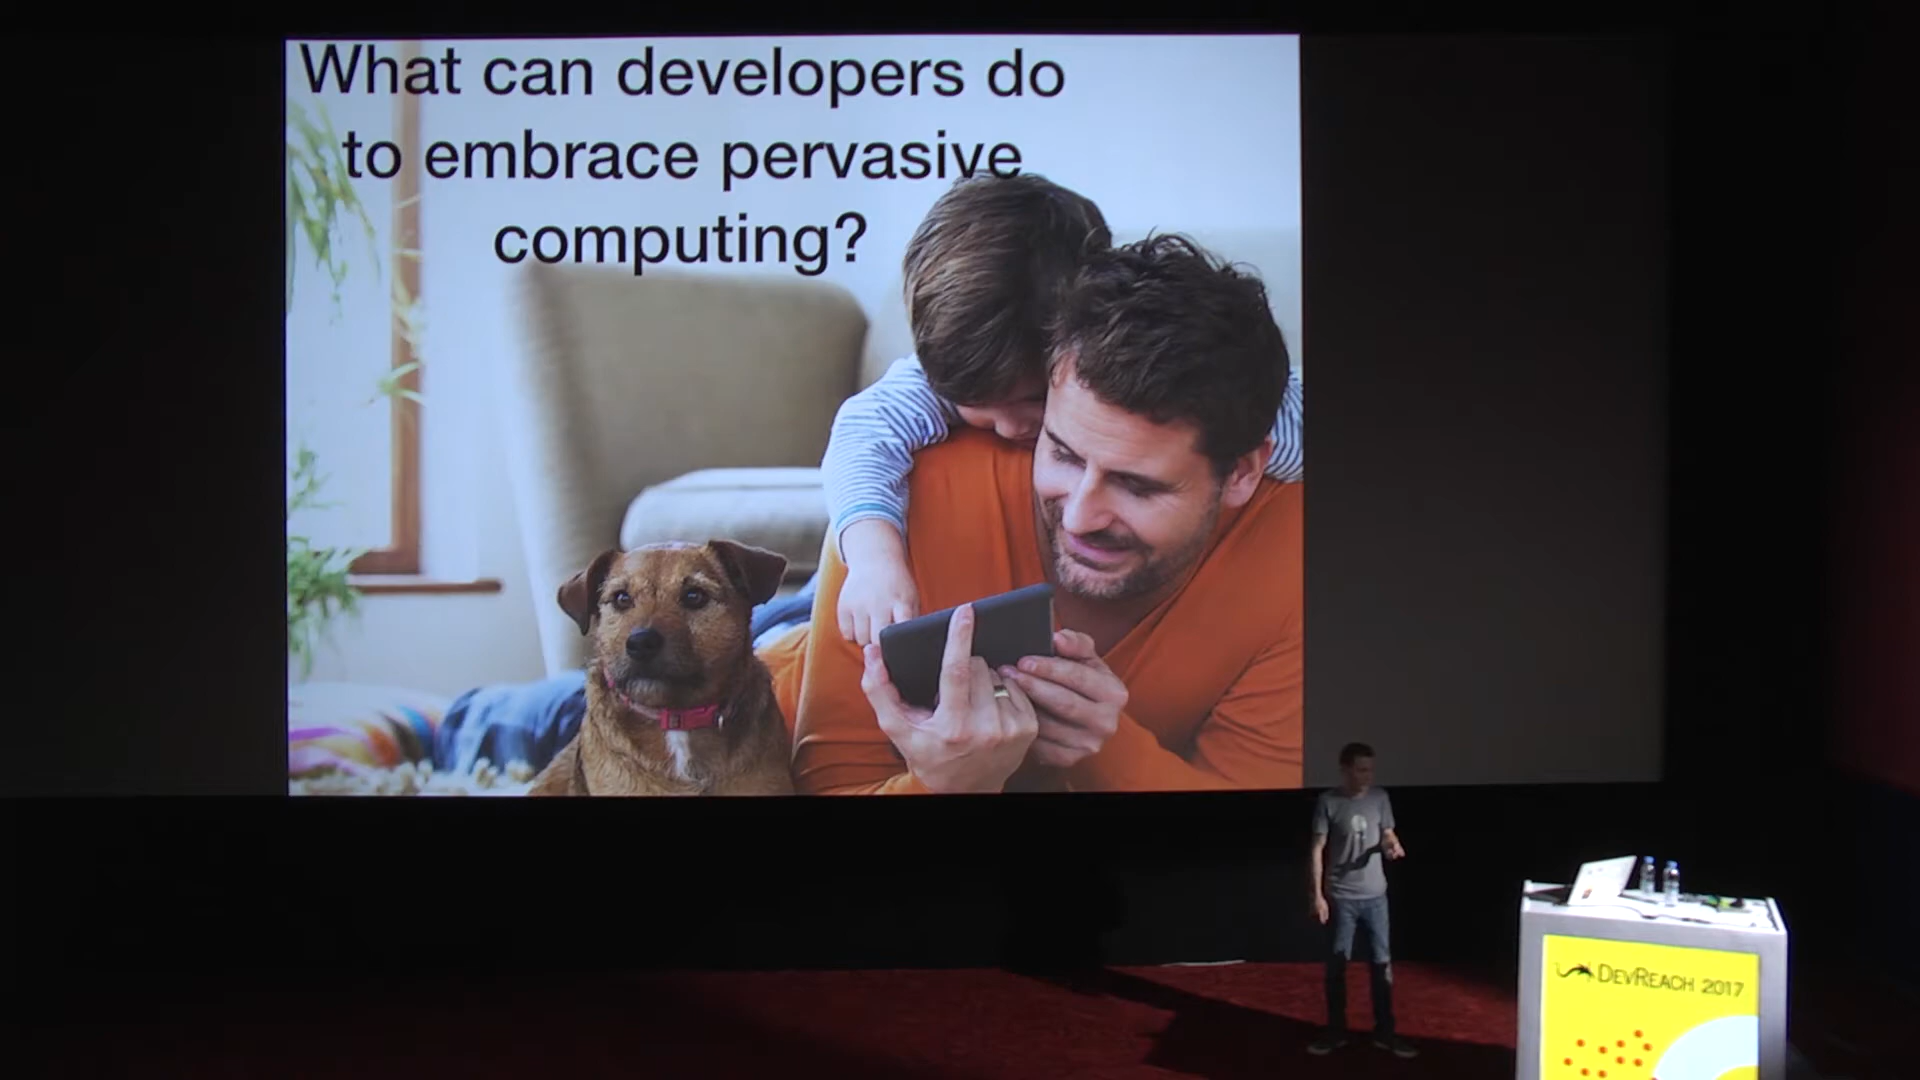 What can developers do
to embrace pervasive
computing?
DEVREACH 2017